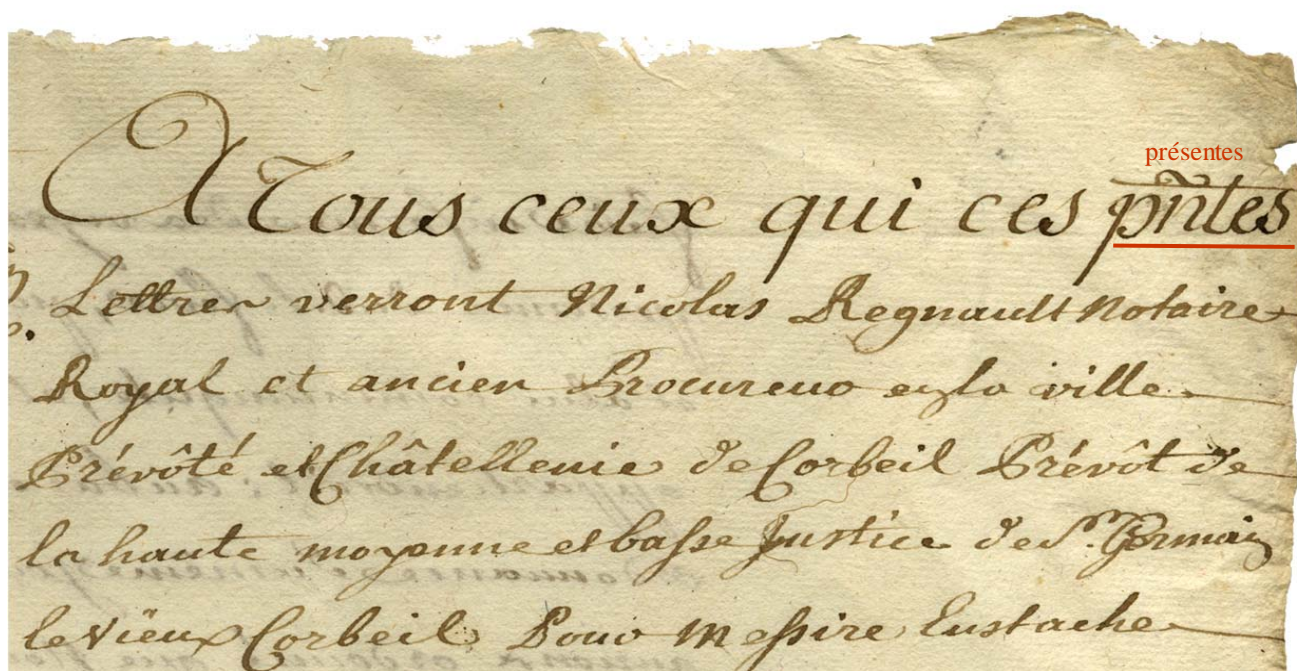 présentes
A Tous ceux qui ces pñtes
Lettres verront Nicolas Regnault Notaire
Royal et ancien Procureur en la ville
Prévôté et Châtellenie de Corbeil Prévôt de
la haute moyenne et basse Justice de St. Germain
le vieux Corbeil Pour Messire Eustache